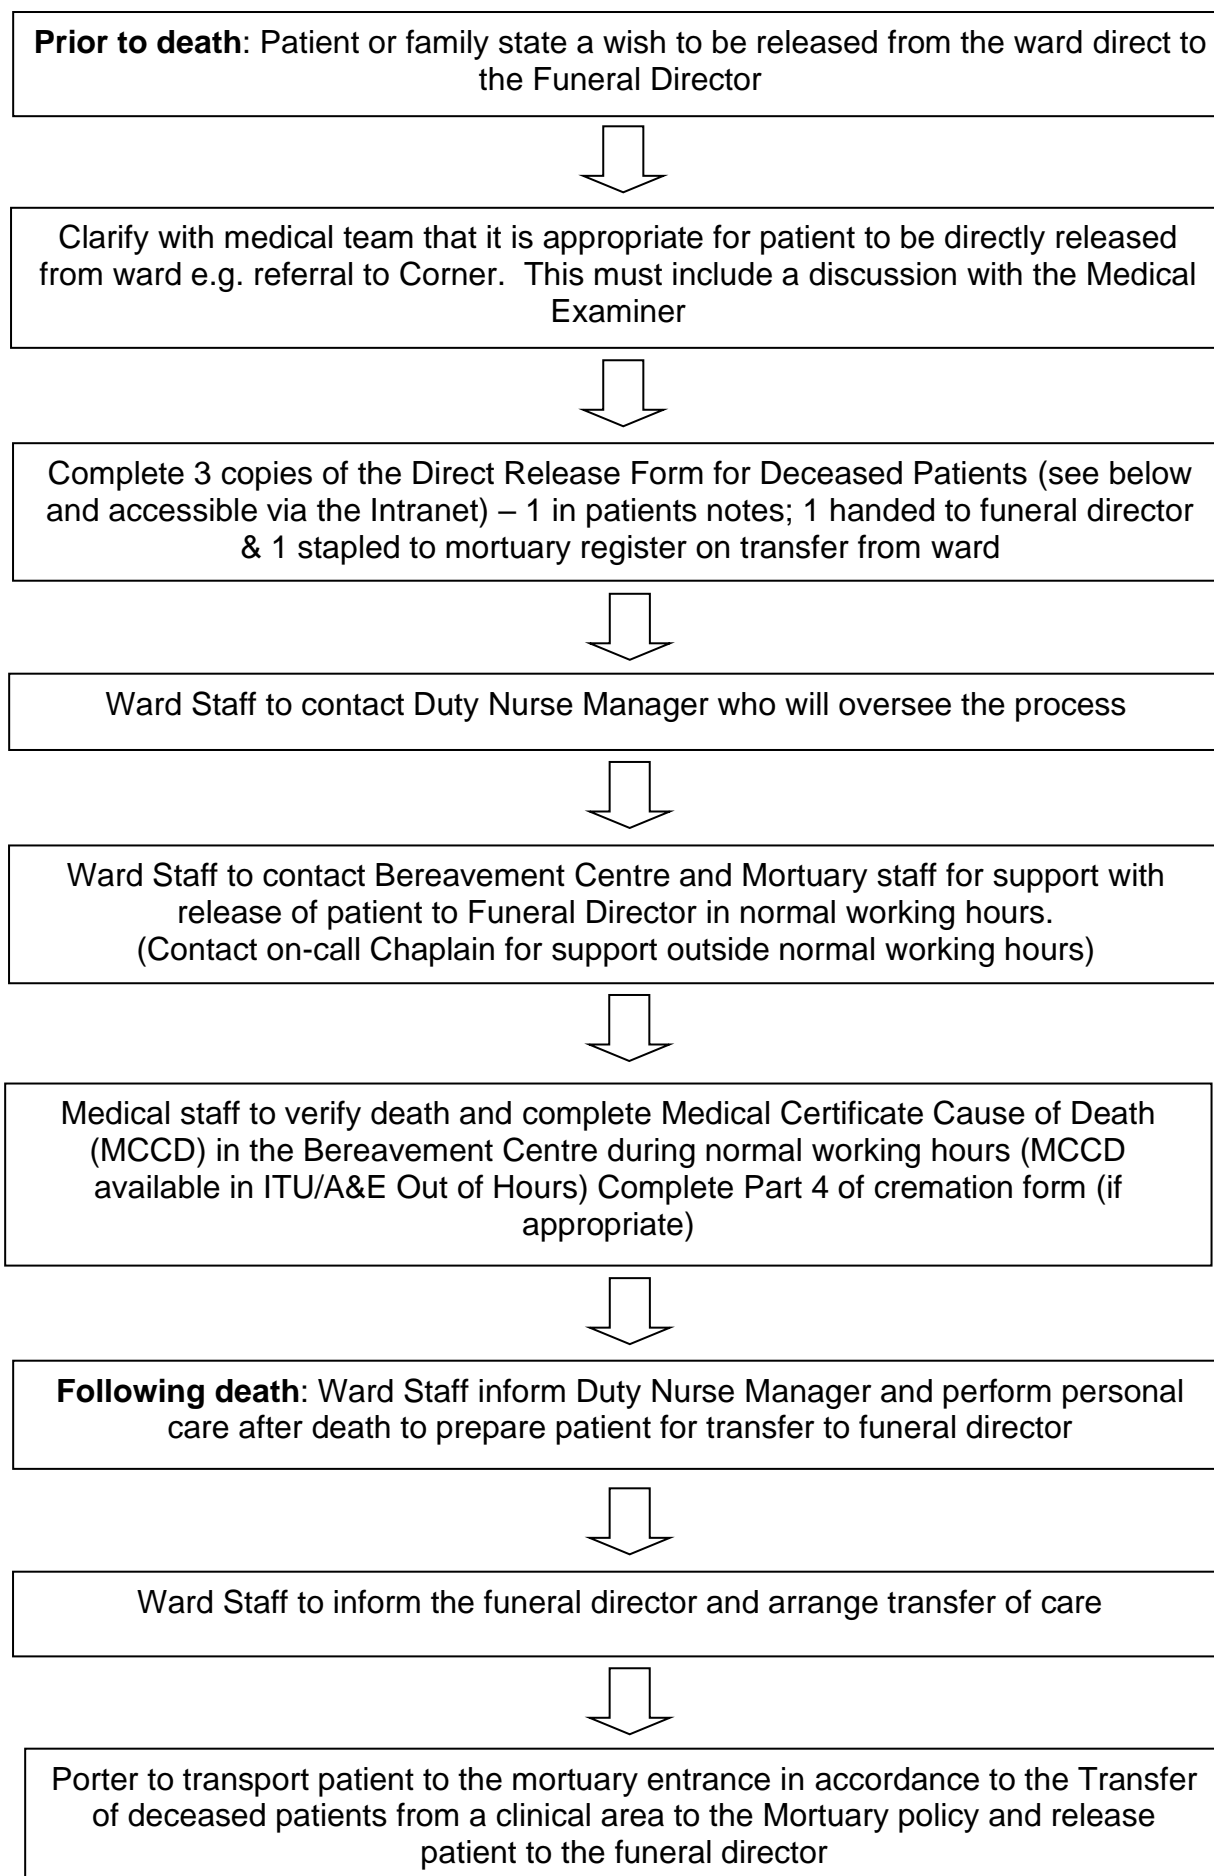 Prior to death: Patient or family state a wish to be released from the ward direct to
the Funeral Director
Clarify with medical team that it is appropriate for patient to be directly released
from ward e.g. referral to Corner.  This must include a discussion with the Medical
Examiner
Complete 3 copies of the Direct Release Form for Deceased Patients (see below
and accessible via the Intranet) – 1 in patients notes; 1 handed to funeral director
& 1 stapled to mortuary register on transfer from ward
Ward Staff to contact Duty Nurse Manager who will oversee the process
Ward Staff to contact Bereavement Centre and Mortuary staff for support with
release of patient to Funeral Director in normal working hours.
(Contact on-call Chaplain for support outside normal working hours)
Medical staff to verify death and complete Medical Certificate Cause of Death
(MCCD) in the Bereavement Centre during normal working hours (MCCD
available in ITU/A&E Out of Hours) Complete Part 4 of cremation form (if
appropriate)
Following death: Ward Staff inform Duty Nurse Manager and perform personal
care after death to prepare patient for transfer to funeral director
Ward Staff to inform the funeral director and arrange transfer of care
Porter to transport patient to the mortuary entrance in accordance to the Transfer
of deceased patients from a clinical area to the Mortuary policy and release
patient to the funeral director